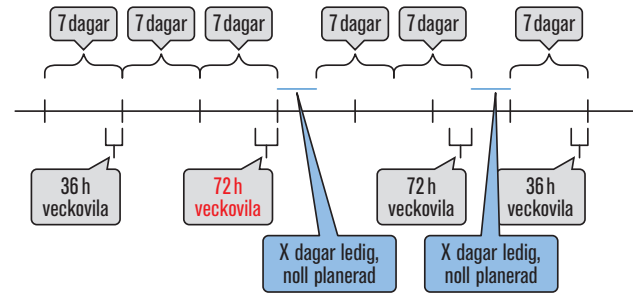 7 dagar
7 dagar
7 dagar
7 dagar
7 dagar
7 dagar
36 h
veckovila
72 h
veckovila
72 h
veckovila
36 h
veckovila
X dagar ledig,
noll planerad
X dagar ledig,
noll planerad